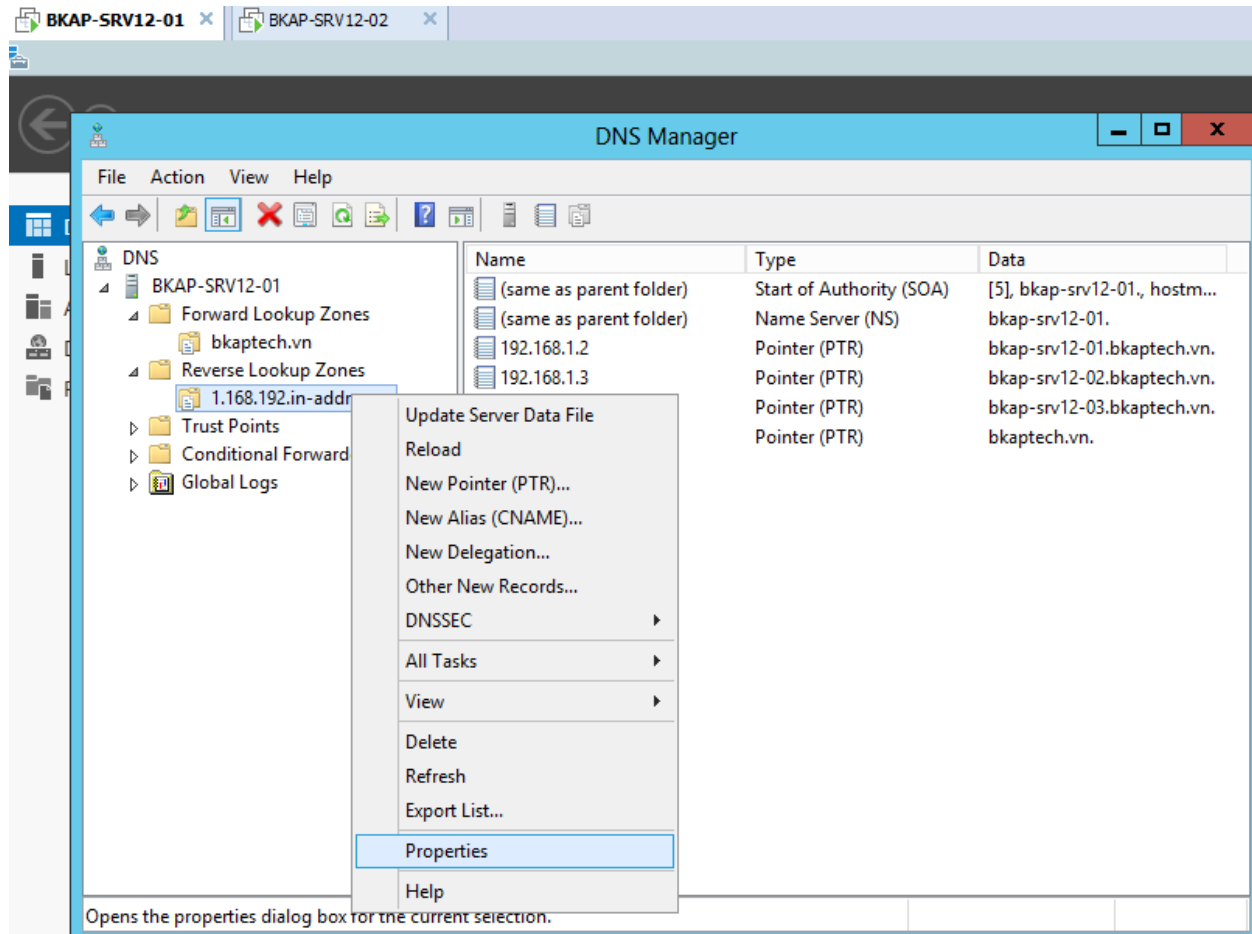 BKAP-SRV12-01 BKAP-SRV12-02
DNS Manager
File Action View Help
DNS
BKAP-SRV12-01
Forward Lookup Zones
bkaptech.vn
Reverse Lookup Zones
1.168.192.in-addr
Trust Points
Conditional Forward
Global Logs
Name Type Data
(same as parent folder) Start of Authority (SOA) [5], bkap-srv12-01., hostm...
(same as parent folder) Name Server (NS) bkap-srv12-01.
192.168.1.2 Pointer (PTR) bkap-srv12-01.bkaptech.vn.
192.168.1.3 Pointer (PTR) bkap-srv12-02.bkaptech.vn.
Pointer (PTR) bkap-srv12-03.bkaptech.vn.
Pointer (PTR) bkaptech.vn.
Update Server Data File
Reload
New Pointer (PTR)...
New Alias (CNAME)...
New Delegation...
Other New Records...
DNSSEC
All Tasks
View
Delete
Refresh
Export List...
Properties
Help
Opens the properties dialog box for the current selection.